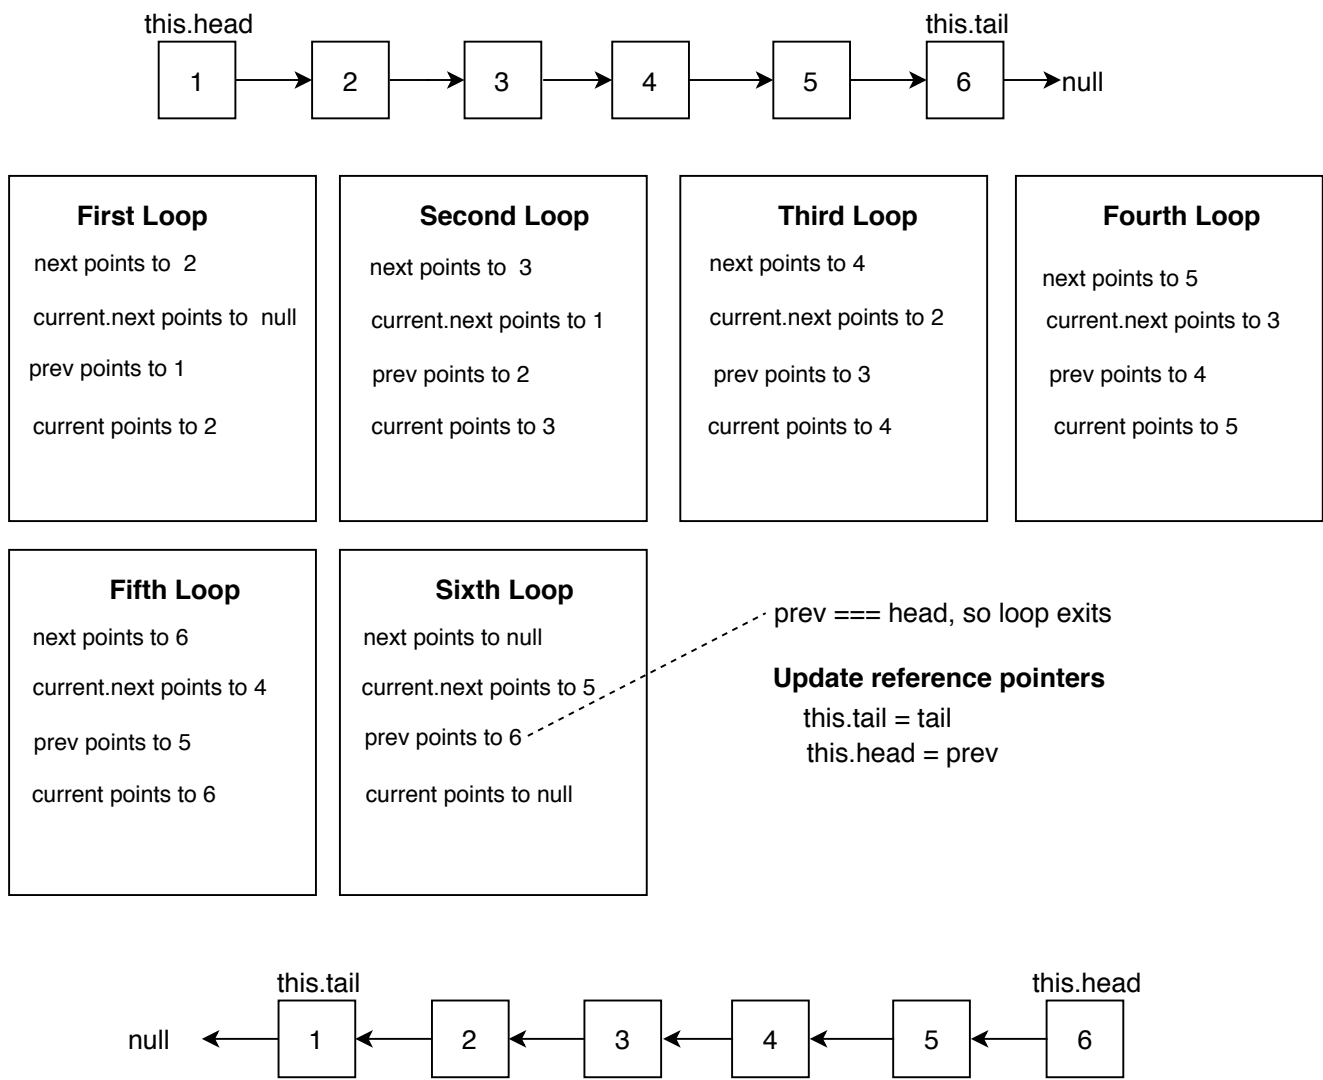 this.head
this.tail
1
2
3
4
5
6
null
First Loop
next points to 2
current.next points to null
prev points to 1
current points to 2
Second Loop
next points to 3
current.next points to 1
prev points to 2
current points to 3
Third Loop
next points to 4
current.next points to 2
prev points to 3
current points to 4
Fourth Loop
next points to 5
current.next points to 3
prev points to 4
current points to 5
Fifth Loop
next points to 6
current.next points to 4
prev points to 5
current points to 6
Sixth Loop
next points to null
current.next points to 5
prev points to 6
current points to null
prev === head, so loop exits
Update reference pointers
this.tail = tail
this.head = prev
this.tail
this.head
null
1
2
3
4
5
6